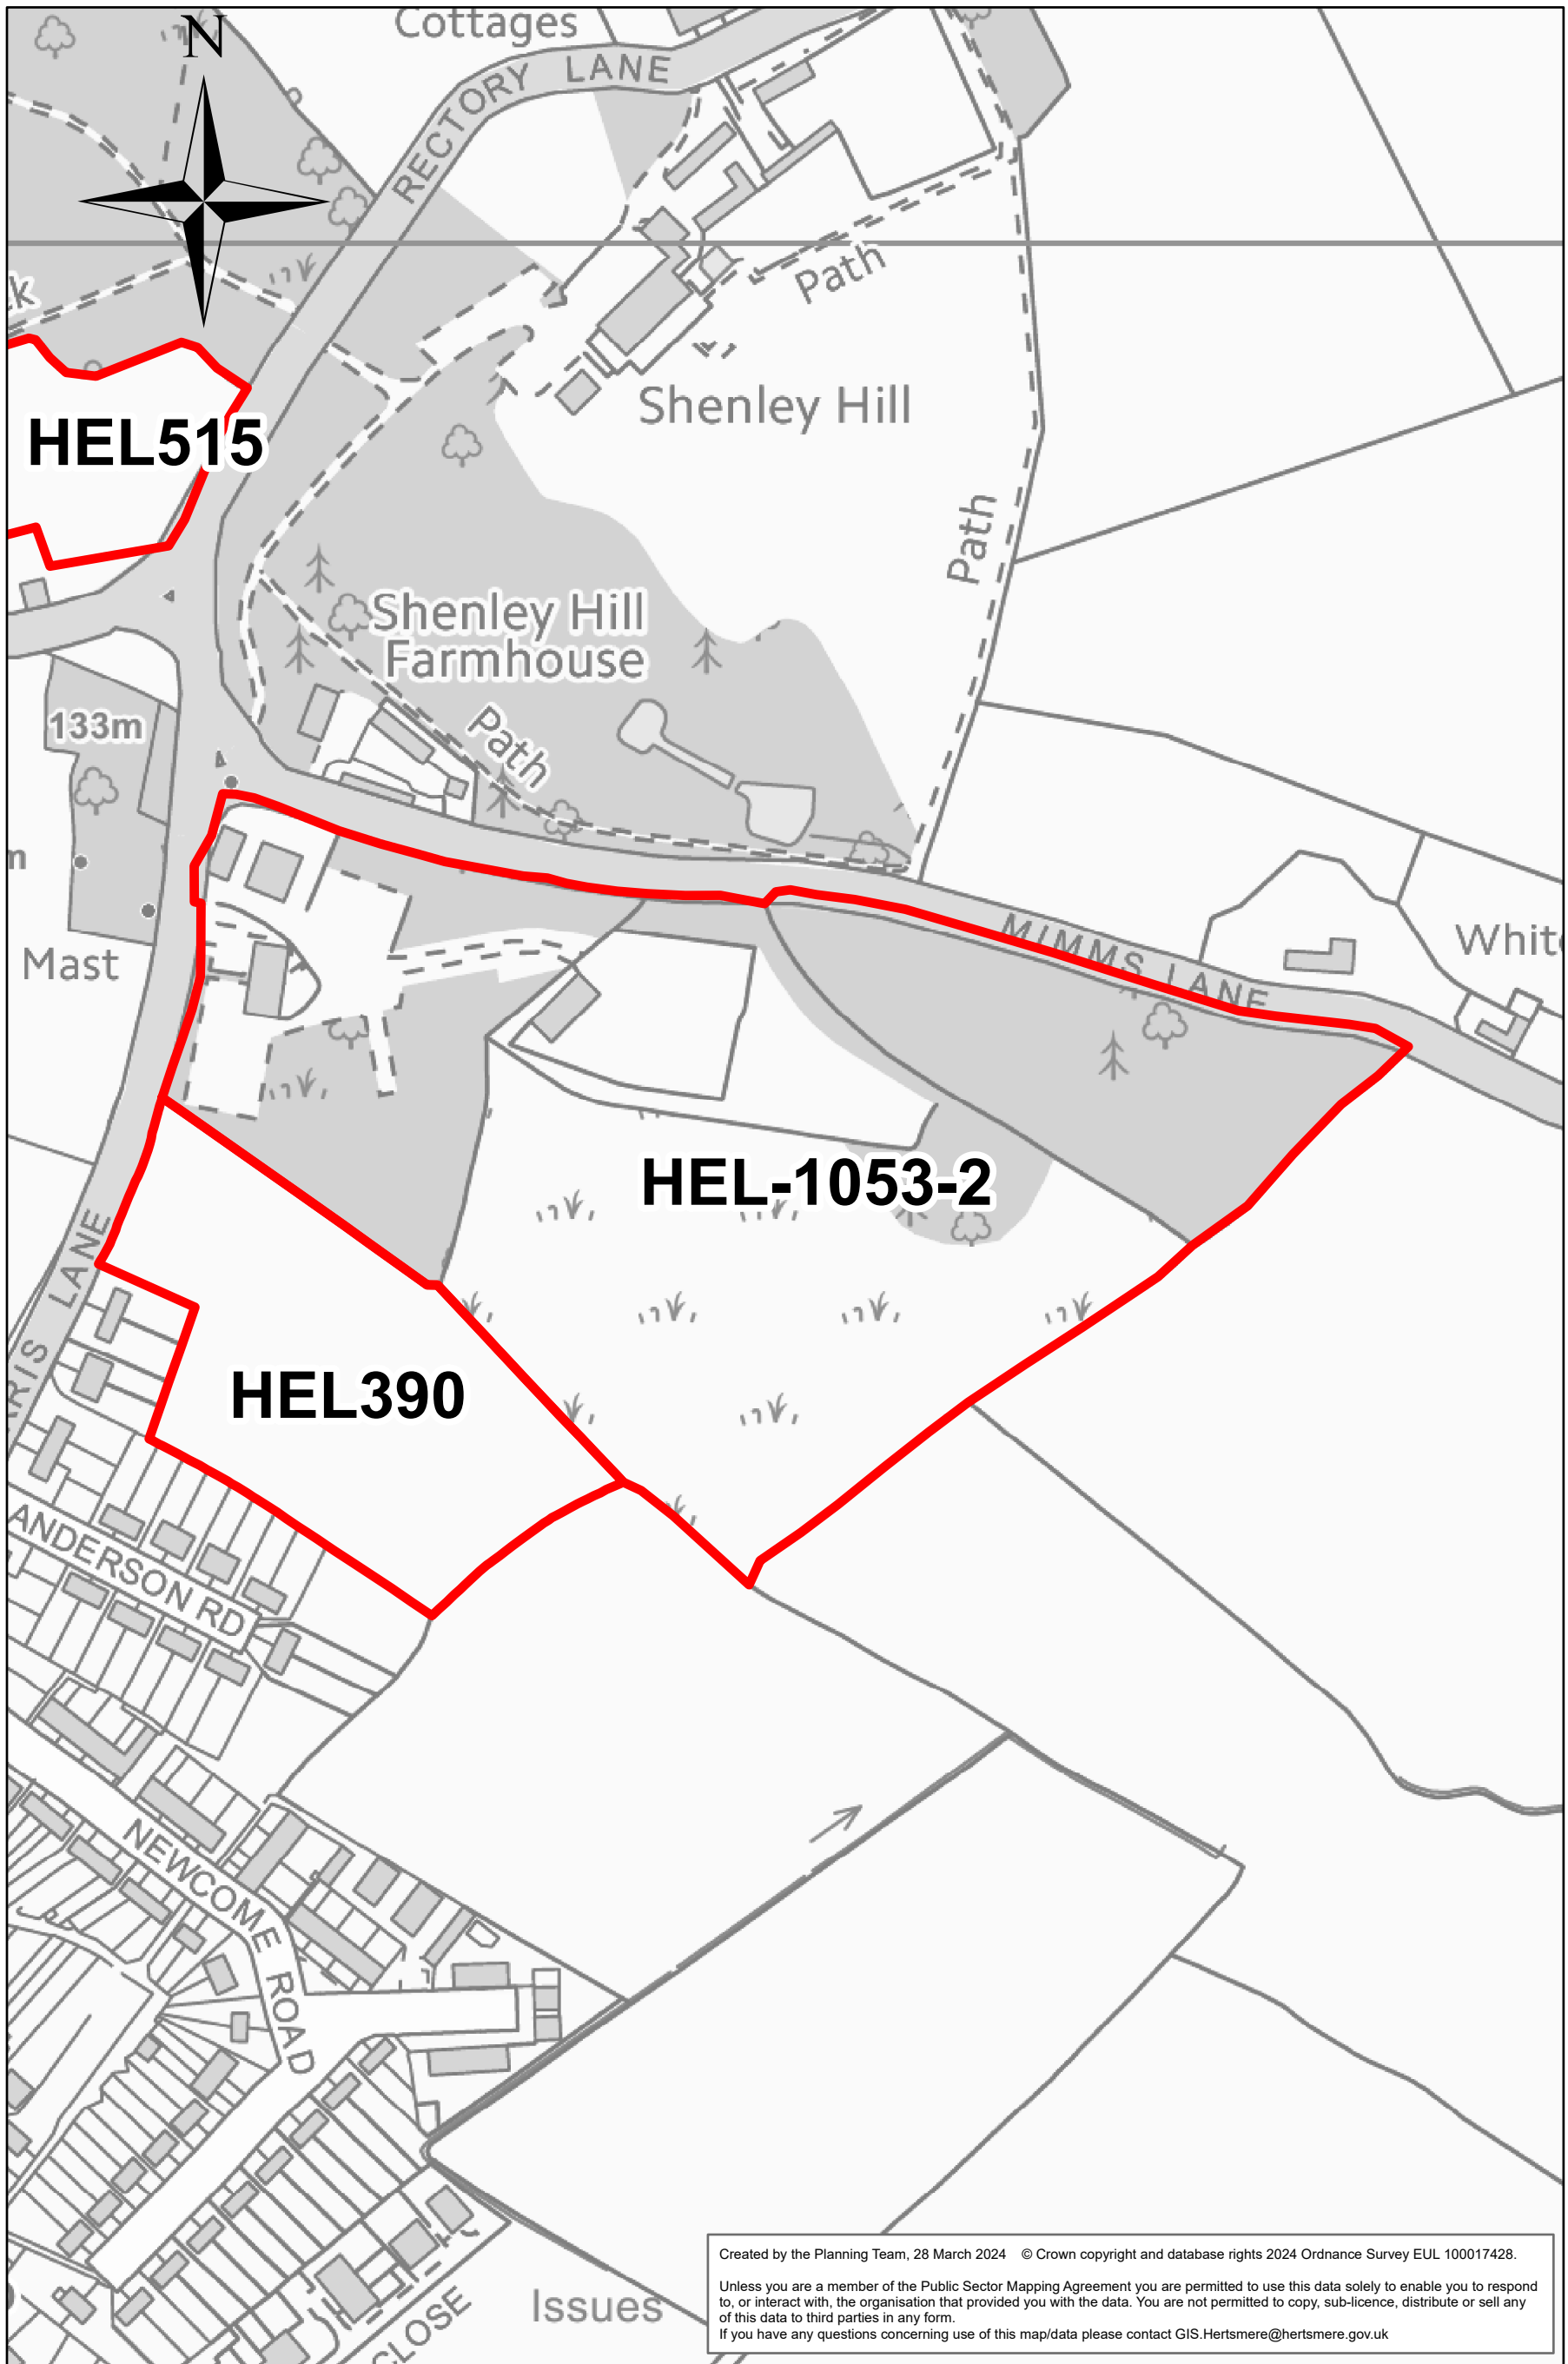 Cottages
N
RECTORY LANE
Path
Shenley Hill
HEL515
Path
Shenley Hill
Farmhouse
133m
Path
Mast
MIMMS LANE
HEL-1053-2
LANE
HEL390
ANDERSON RD
NEWCOME ROAD
CLOSE
Issues
Created by the Planning Team, 28 March 2024 © Crown copyright and database rights 2024 Ordnance Survey EUL 100017428.
Unless you are a member of the Public Sector Mapping Agreement you are permitted to use this data solely to enable you to respond
to, or interact with, the organisation that provided you with the data. You are not permitted to copy, sub-licence, distribute or sell any
of this data to third parties in any form.
If you have any questions concerning use of this map/data please contact GIS.Hertsmere@hertsmere.gov.uk